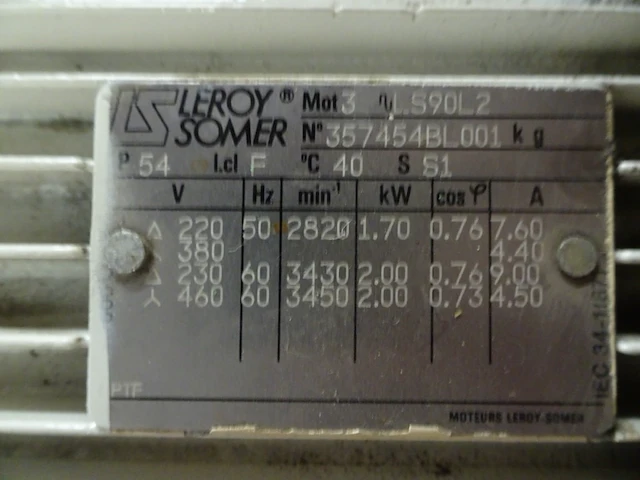 LEROY® Mot 3 ~ LS90L2
SOMER N° 357454BL001 kg
P 54 I.cl F °C 40 S S1
V Hz min-1 kW cos φ A
Δ 220 50 2820 1.70 0.76 7.60
380 4.40
Δ 230 60 3430 2.00 0.76 9.00
⅄ 460 60 3450 2.00 0.73 4.50
PTF
MOTEURS LEROY-SOMER
IEC 34-1